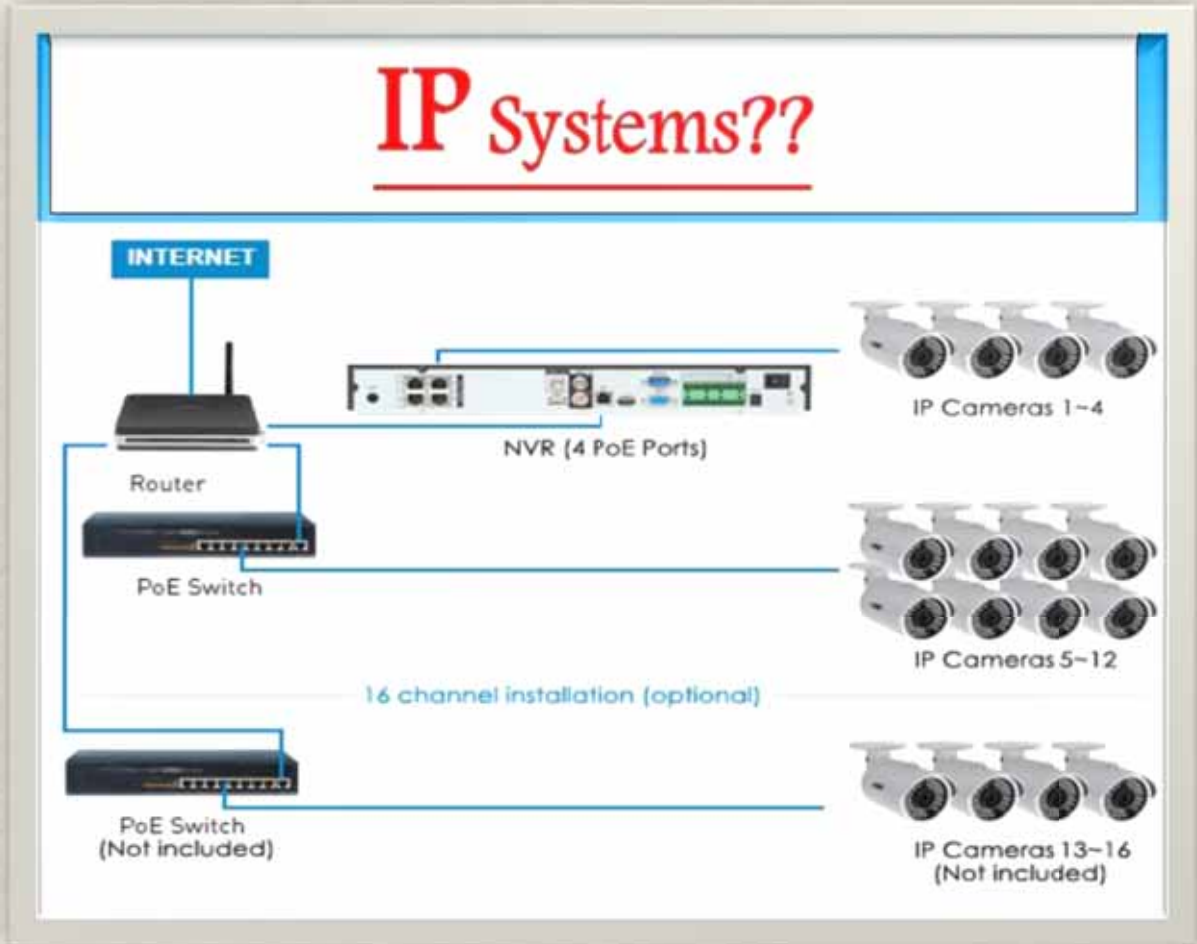 IP Systems??
INTERNET
IP Cameras 1~4
NVR (4 PoE Ports)
Router
PoE Switch
IP Cameras 5~12
16 channel installation (optional)
PoE Switch
(Not included)
IP Cameras 13~16
(Not included)